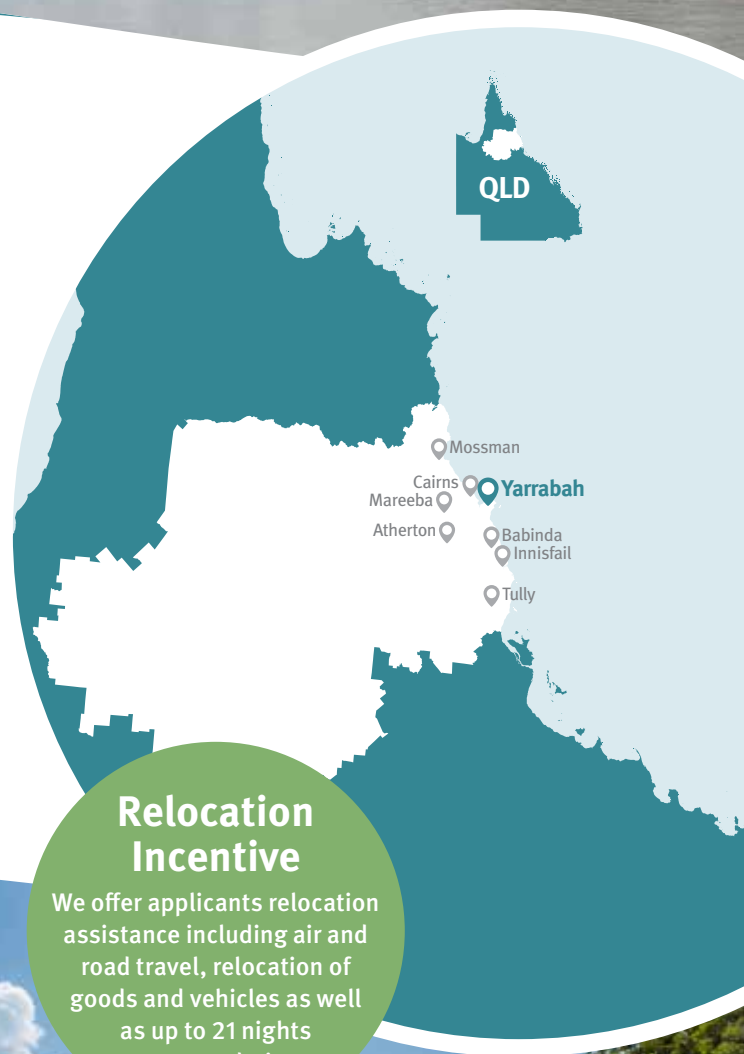 QLD
Mossman
Cairns
Yarrabah
Mareeba
Atherton
Babinda
Innisfail
Tully
Relocation
Incentive
We offer applicants relocation
assistance including air and
road travel, relocation of
goods and vehicles as well
as up to 21 nights